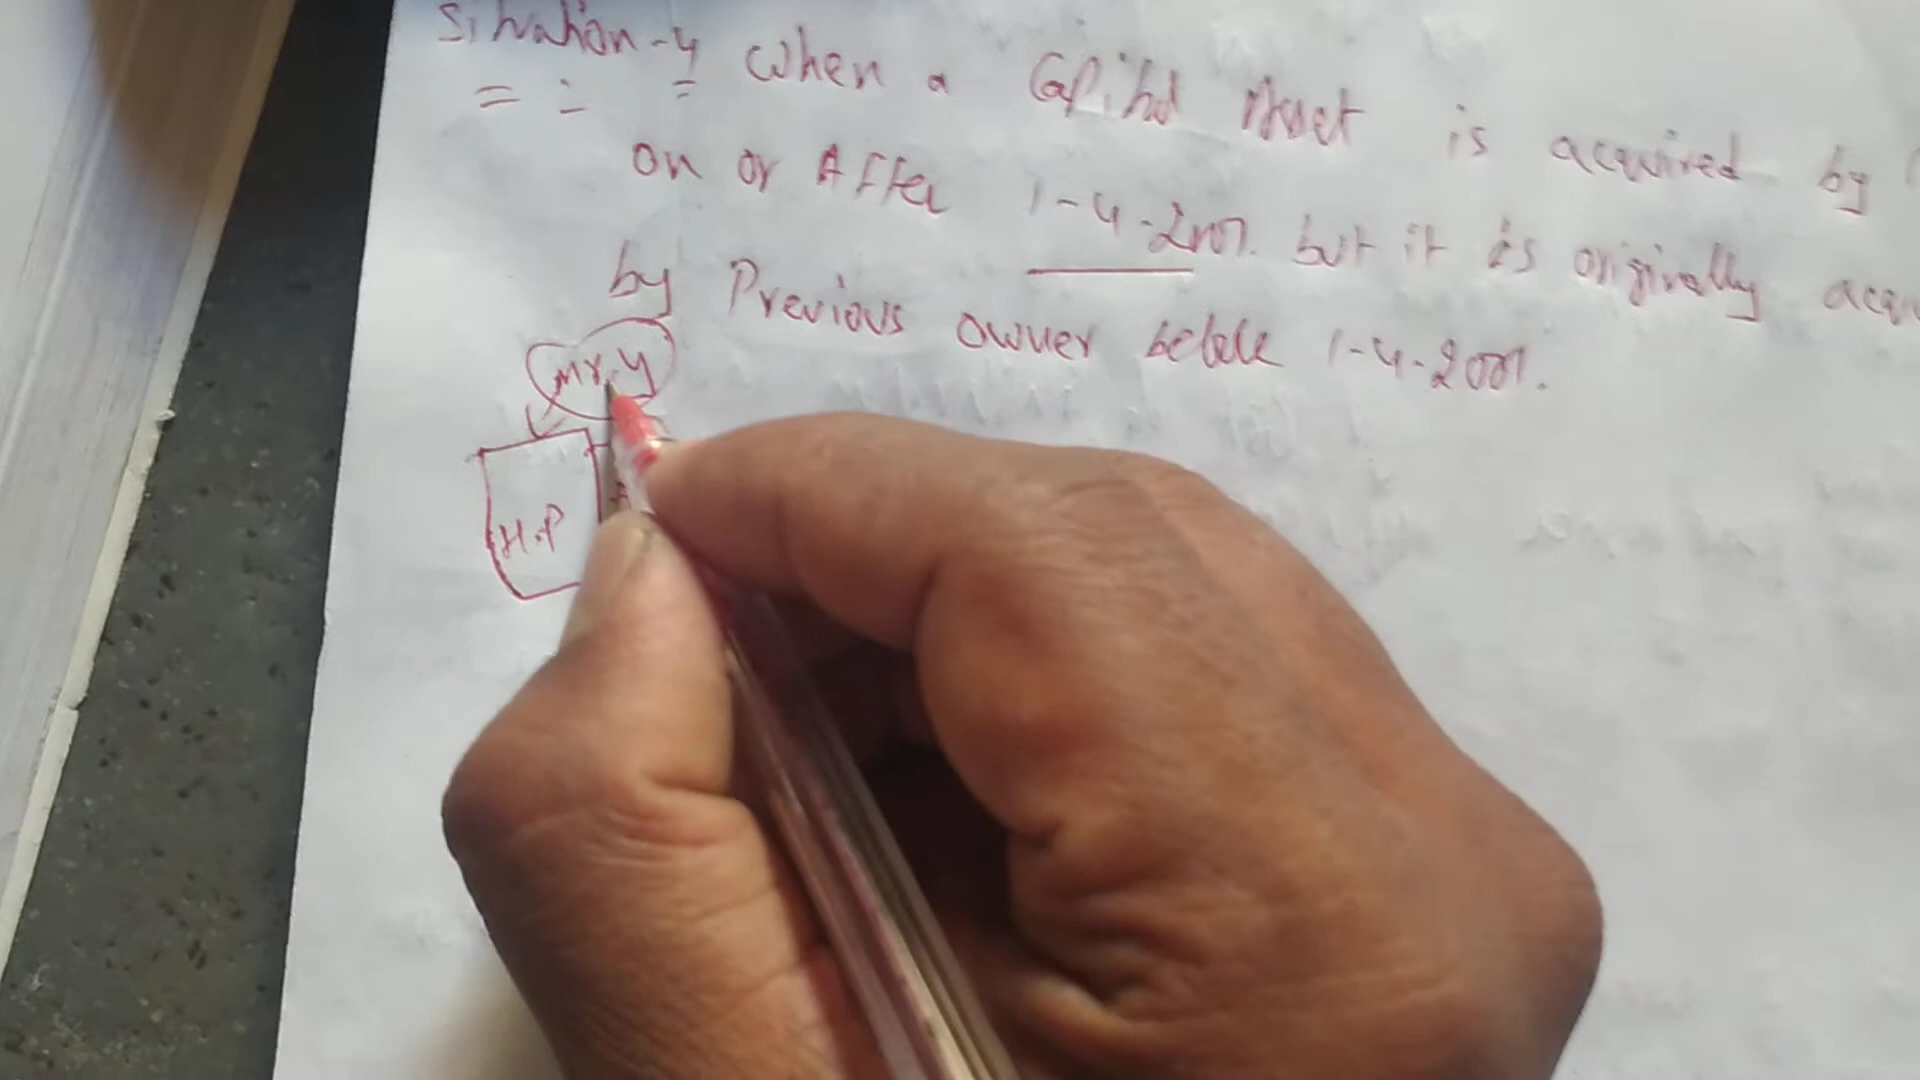 Situation-4 when a Capital Asset is acquired by
on or After 1-4-2001. but it is originally acqu
by Previous owner before 1-4-2001.
Mr. Y
H.P